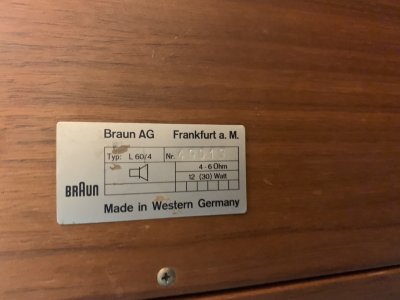 Braun AG Frankfurt a. M.
Typ: L 60/4 Nr.
4-6 Ohm
12 (30) Watt
BRAUN
Made in Western Germany